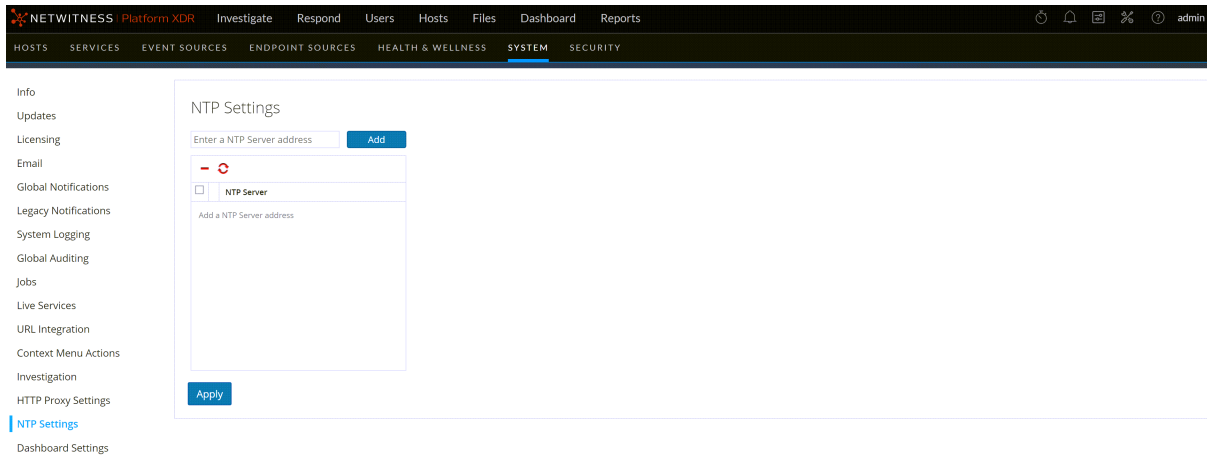 NETWITNESS | Platform XDR Investigate Respond Users Hosts Files Dashboard Reports admin
HOSTS SERVICES EVENT SOURCES ENDPOINT SOURCES HEALTH & WELLNESS SYSTEM SECURITY
Info
Updates
Licensing
Email
Global Notifications
Legacy Notifications
System Logging
Global Auditing
Jobs
Live Services
URL Integration
Context Menu Actions
Investigation
HTTP Proxy Settings
NTP Settings
Dashboard Settings
NTP Settings
Enter a NTP Server address Add
NTP Server
Add a NTP Server address
Apply